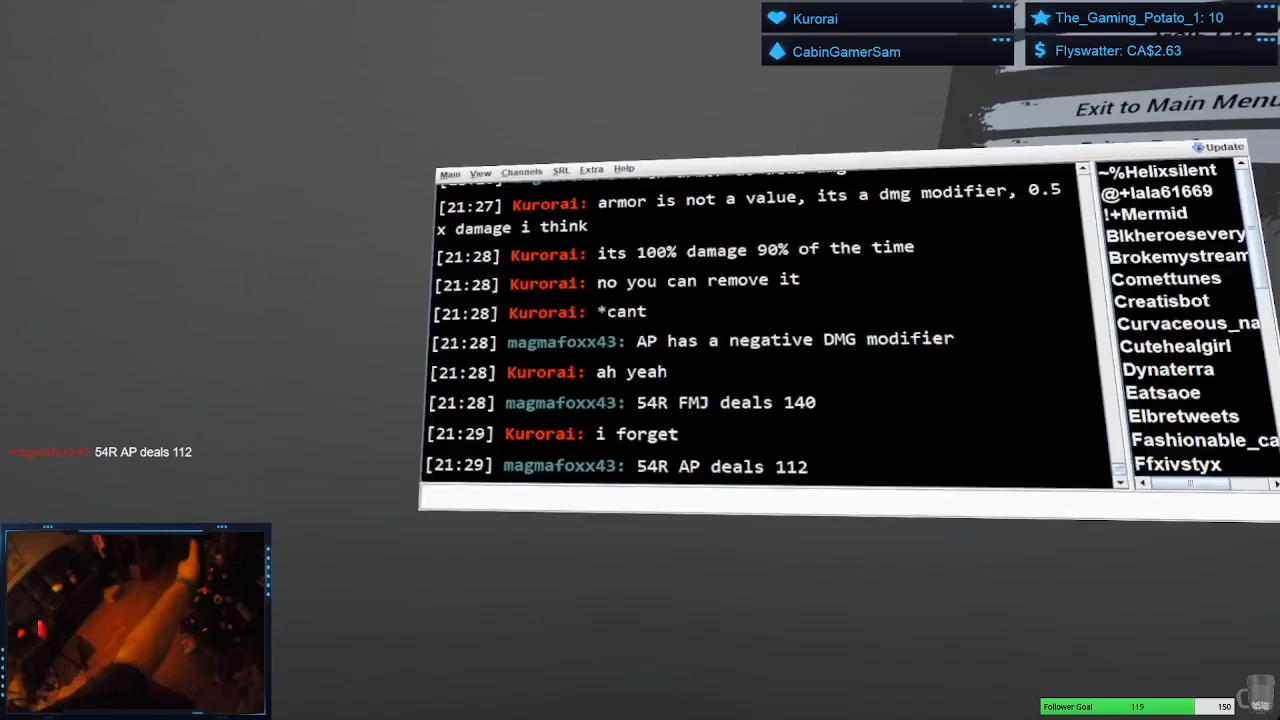 Kurorai
The_Gaming_Potato_1: 10
CabinGamerSam
Flyswatter: CA$2.63
Exit to Main Menu
Update
Main View Channels SRL Extra Help
[21:27] Kurorai: armor is not a value, its a dmg modifier, 0.5
x damage i think
[21:28] Kurorai: its 100% damage 90% of the time
[21:28] Kurorai: no you can remove it
[21:28] Kurorai: *cant
[21:28] magmafoxx43: AP has a negative DMG modifier
[21:28] Kurorai: ah yeah
[21:28] magmafoxx43: 54R FMJ deals 140
[21:29] Kurorai: i forget
[21:29] magmafoxx43: 54R AP deals 112
~%Helixsilent
@+lala61669
!+Mermid
Blkheroesevery
Brokemystream
Comettunes
Creatisbot
Curvaceous_na
Cutehealgirl
Dynaterra
Eatsaoe
Elbretweets
Fashionable_ca
Ffxivstyx
magmafoxx43 54R AP deals 112
Follower Goal 119 150